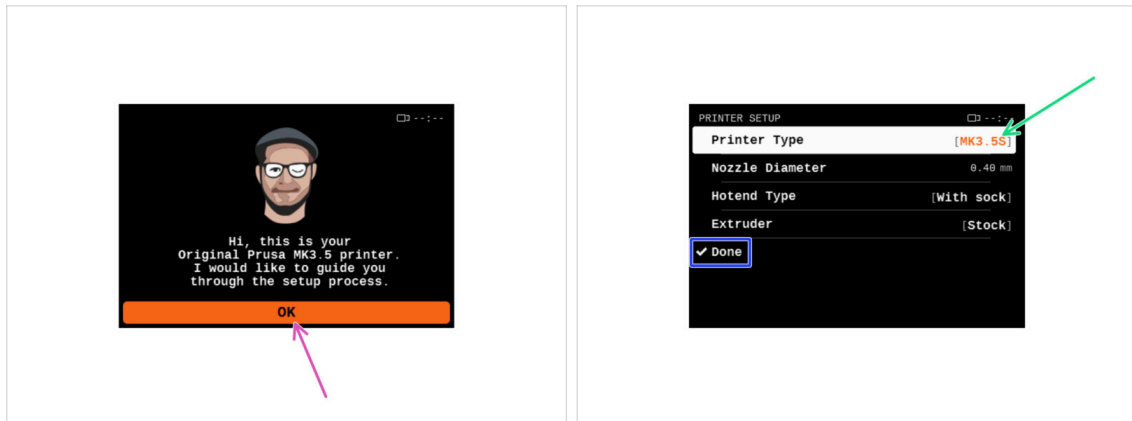 --:--
Hi, this is your
Original Prusa MK3.5 printer.
I would like to guide you
through the setup process.
OK
PRINTER SETUP --:--
Printer Type [MK3.5S]
Nozzle Diameter 0.40 mm
Hotend Type [With sock]
Extruder [Stock]
Done